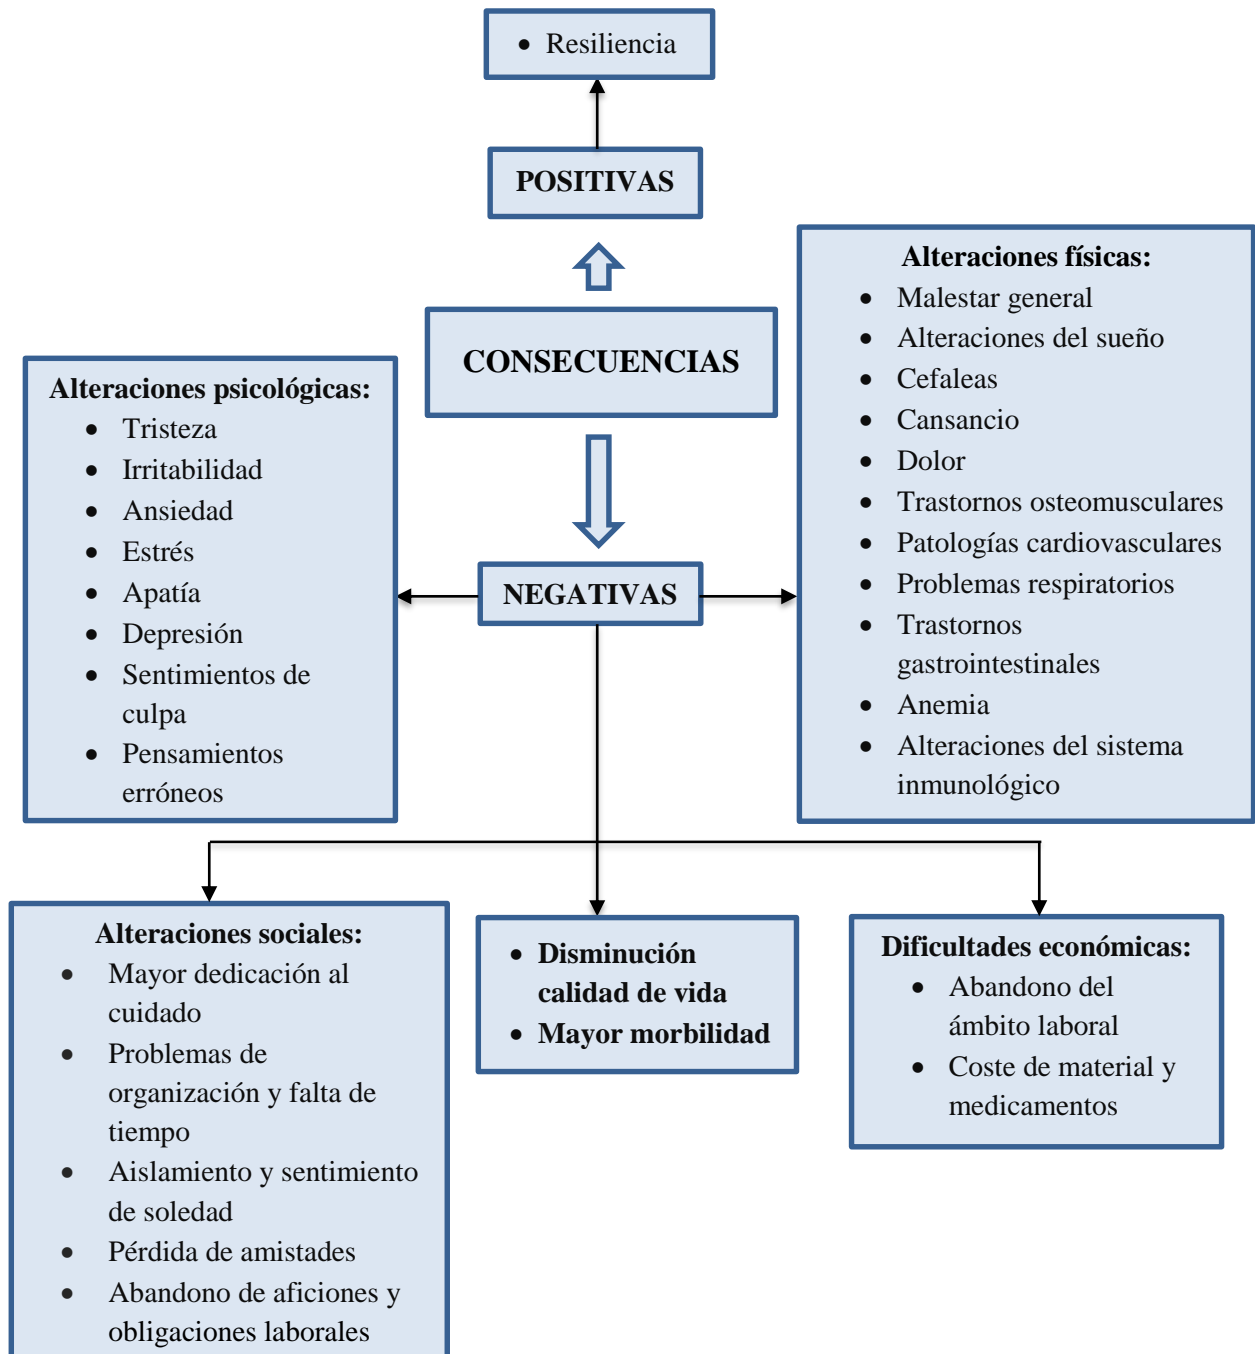 • Resiliencia
POSITIVAS
CONSECUENCIAS
NEGATIVAS
Alteraciones psicológicas:
• Tristeza
• Irritabilidad
• Ansiedad
• Estrés
• Apatía
• Depresión
• Sentimientos de
culpa
• Pensamientos
erróneos
Alteraciones físicas:
• Malestar general
• Alteraciones del sueño
• Cefaleas
• Cansancio
• Dolor
• Trastornos osteomusculares
• Patologías cardiovasculares
• Problemas respiratorios
• Trastornos
gastrointestinales
• Anemia
• Alteraciones del sistema
inmunológico
Alteraciones sociales:
• Mayor dedicación al
cuidado
• Problemas de
organización y falta de
tiempo
• Aislamiento y sentimiento
de soledad
• Pérdida de amistades
• Abandono de aficiones y
obligaciones laborales
• Disminución
calidad de vida
• Mayor morbilidad
Dificultades económicas:
• Abandono del
ámbito laboral
• Coste de material y
medicamentos